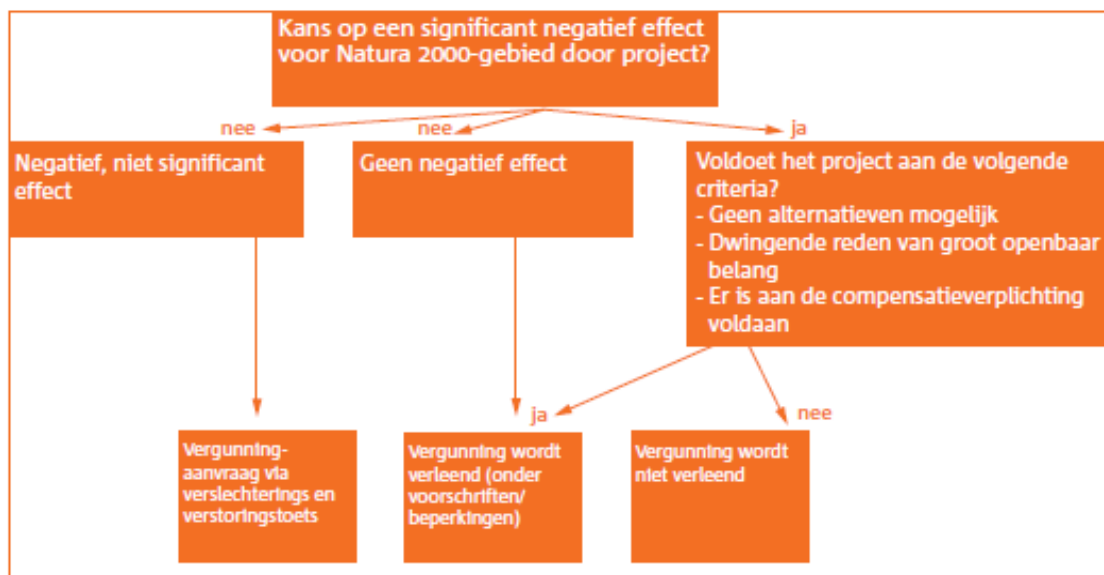 Kans op een significant negatief effect
voor Natura 2000-gebied door project?
nee
nee
ja
Negatief, niet significant
effect
Geen negatief effect
Voldoet het project aan de volgende
criteria?
- Geen alternatieven mogelijk
- Dwingende reden van groot openbaar
belang
- Er is aan de compensatieverplichting
voldaan
ja
nee
Vergunning-
aanvraag via
verslechterings en
verstoringstoets
Vergunning wordt
verleend (onder
voorschriften/
beperkingen)
Vergunning wordt
niet verleend